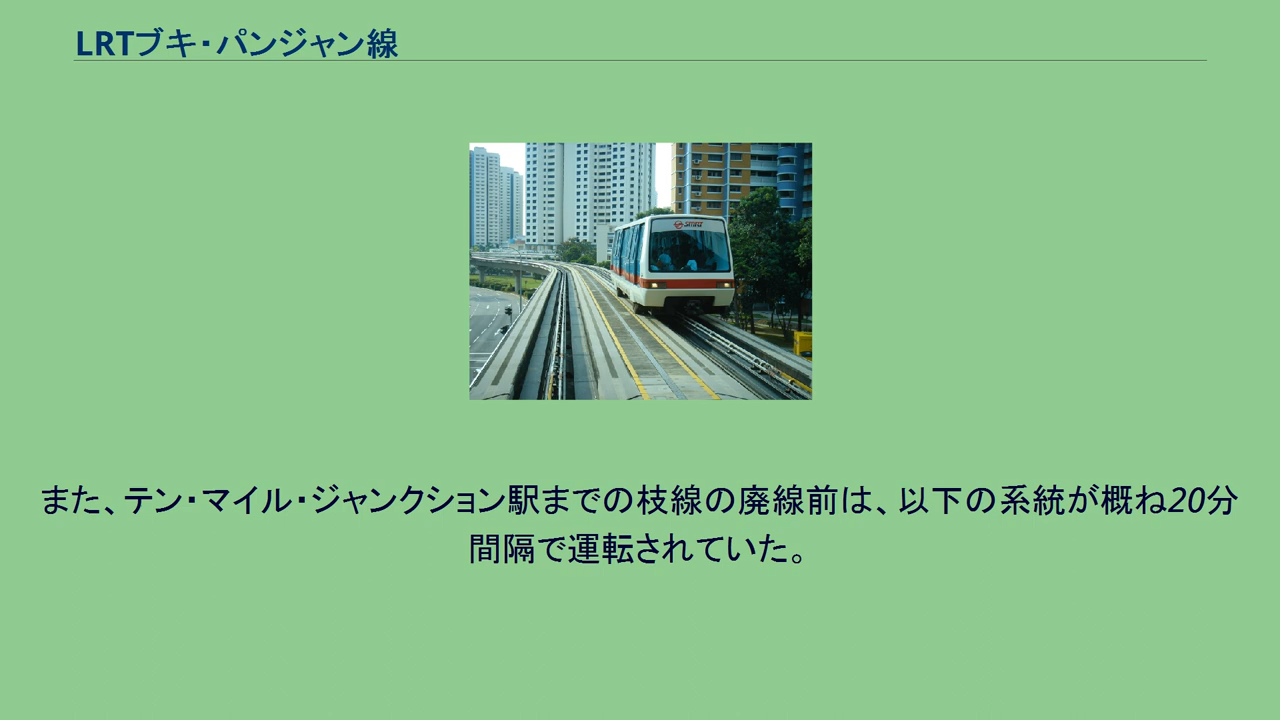 LRTブキ・パンジャン線
また、テン・マイル・ジャンクション駅までの枝線の廃線前は、以下の系統が概ね20分
間隔で運転されていた。